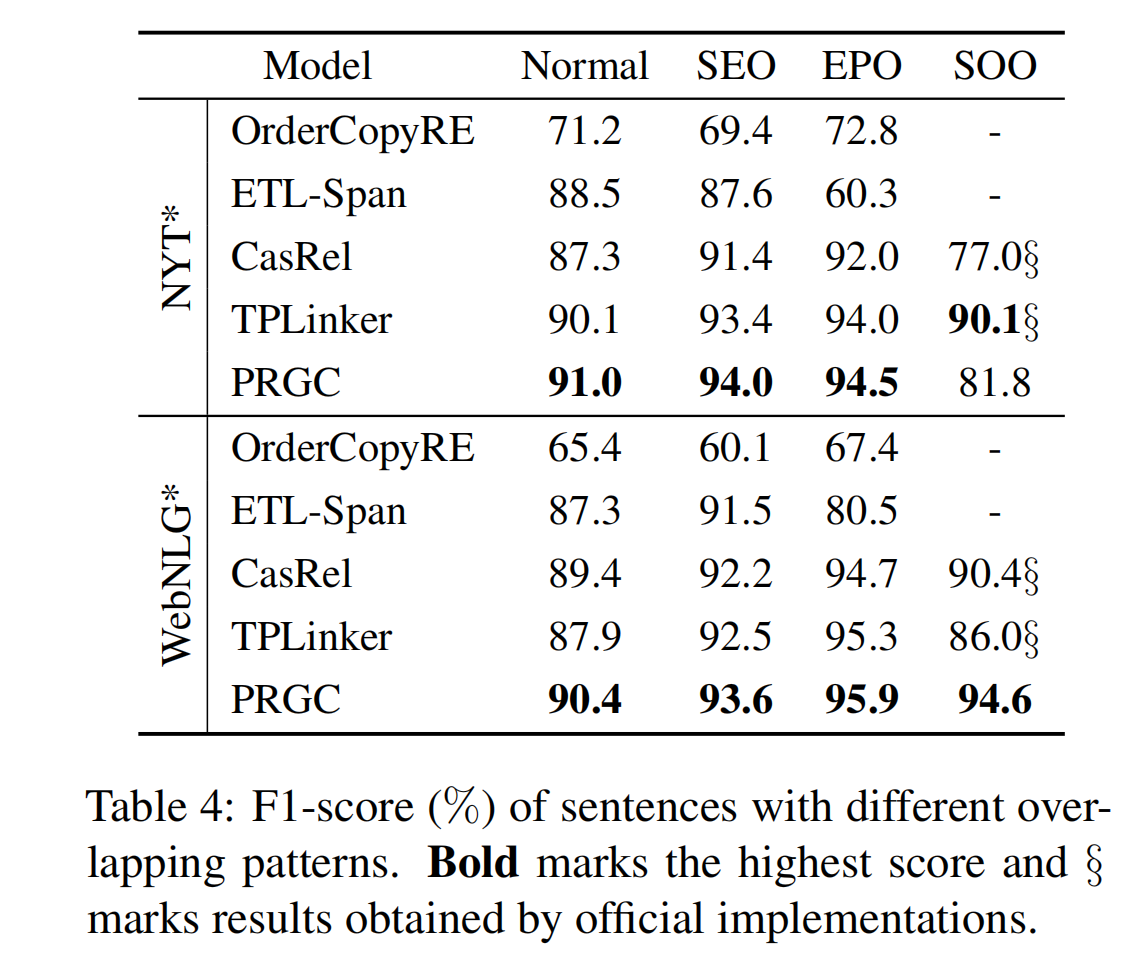 Model Normal SEO EPO SOO
NYT*
OrderCopyRE 71.2 69.4 72.8 -
ETL-Span 88.5 87.6 60.3 -
CasRel 87.3 91.4 92.0 77.0§
TPLinker 90.1 93.4 94.0 90.1§
PRGC 91.0 94.0 94.5 81.8
WebNLG*
OrderCopyRE 65.4 60.1 67.4 -
ETL-Span 87.3 91.5 80.5 -
CasRel 89.4 92.2 94.7 90.4§
TPLinker 87.9 92.5 95.3 86.0§
PRGC 90.4 93.6 95.9 94.6
Table 4: F1-score (%) of sentences with different over-
lapping patterns. Bold marks the highest score and §
marks results obtained by official implementations.